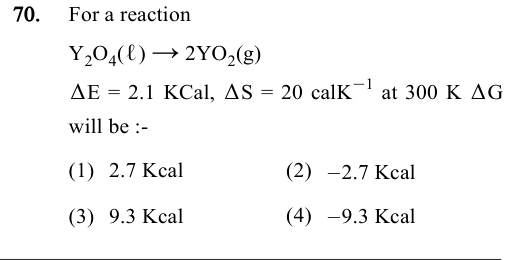 70. For a reaction
Y₂O₄(ℓ) ⟶ 2YO₂(g)
ΔE = 2.1 KCal, ΔS = 20 calK⁻¹ at 300 K ΔG
will be :-
(1) 2.7 Kcal (2) −2.7 Kcal
(3) 9.3 Kcal (4) −9.3 Kcal